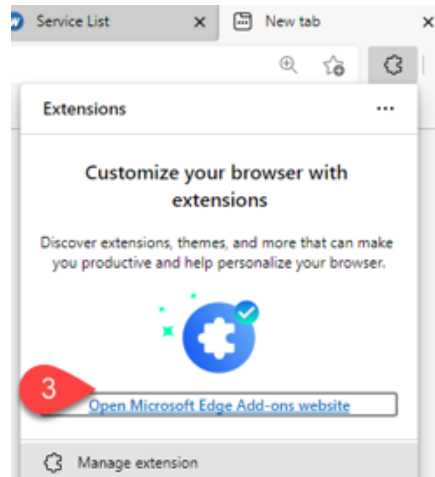 Service List
New tab
Extensions
Customize your browser with
extensions
Discover extensions, themes, and more that can make
you productive and help personalize your browser.
3
Open Microsoft Edge Add-ons website
Manage extension